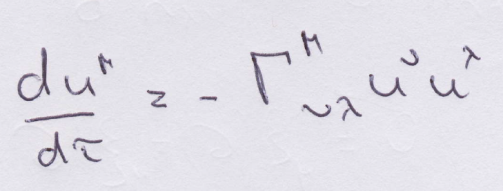 du^μ/dτ = - Γ^μ_νλ u^ν u^λ